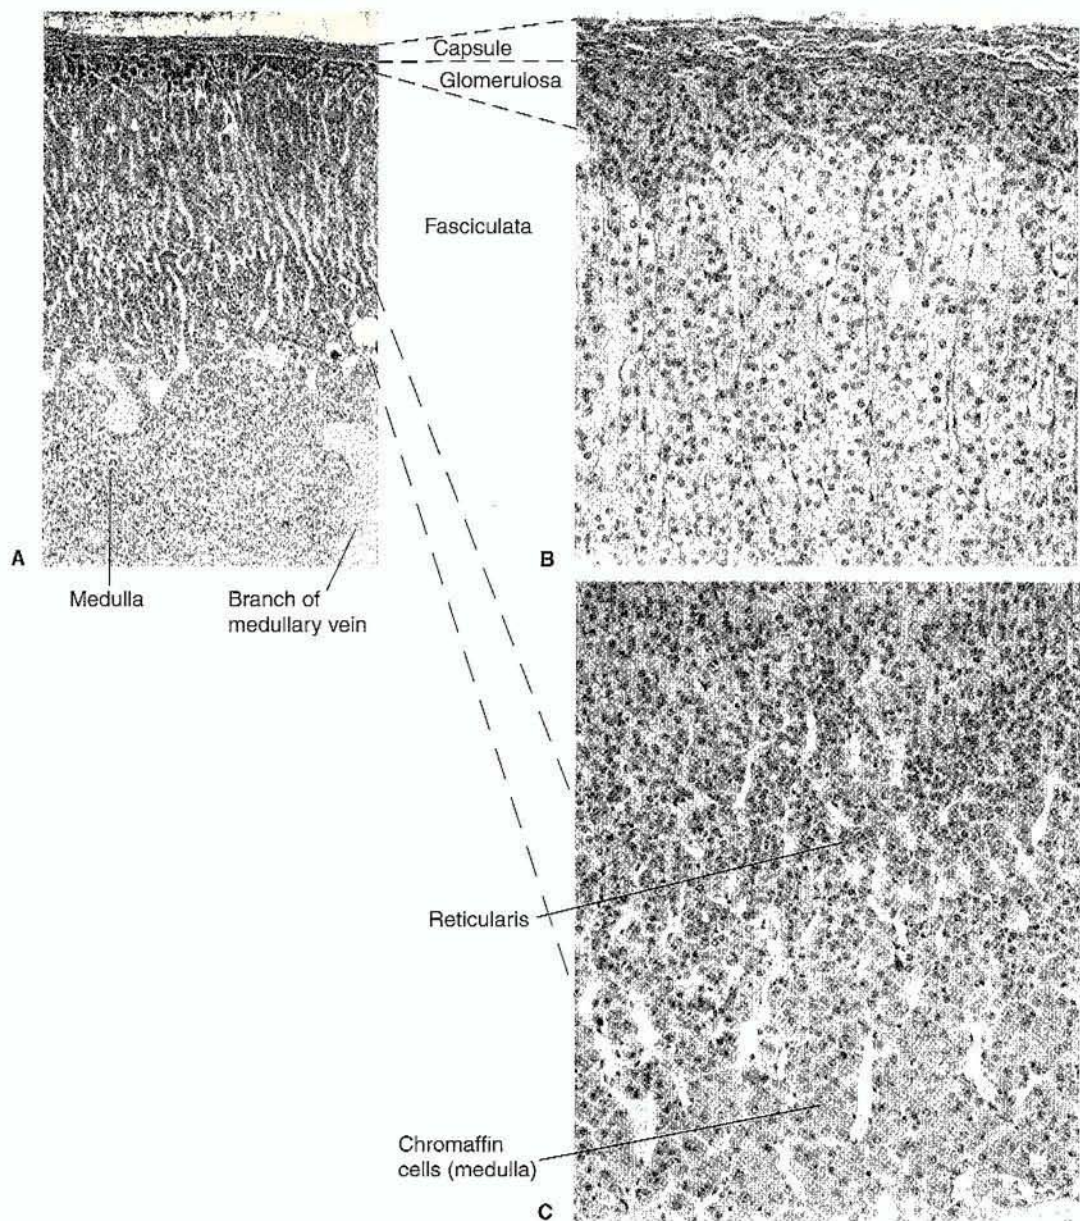 Capsule
Glomerulosa
Fasciculata
A
B
Medulla
Branch of
medullary vein
Reticularis
Chromaffin
cells (medulla)
C